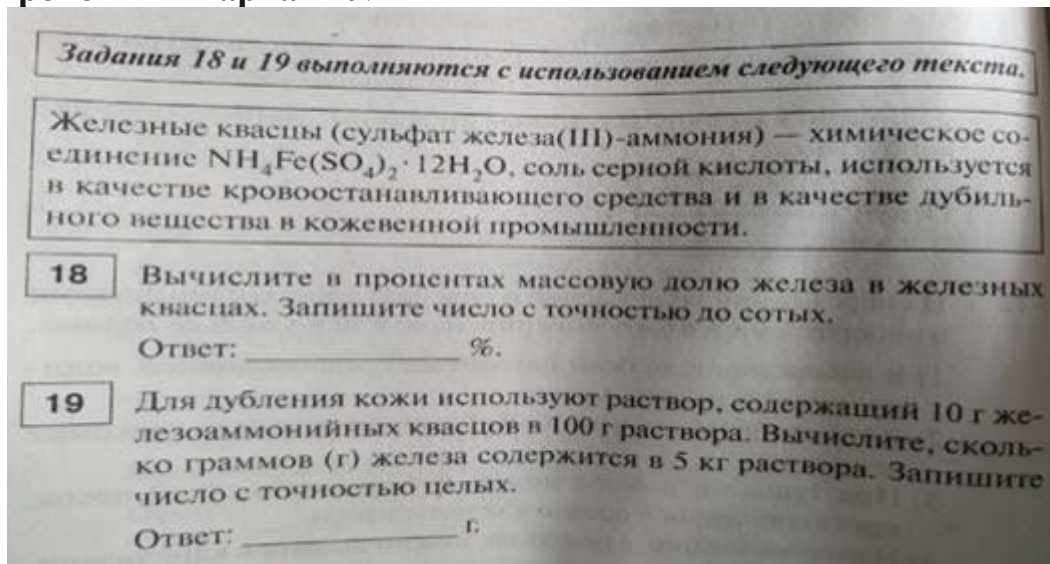 Задания 18 и 19 выполняются с использованием следующего текста.
Железные квасцы (сульфат железа(III)-аммония) — химическое со-
единение NH₄Fe(SO₄)₂ · 12H₂O, соль серной кислоты, используется
в качестве кровоостанавливающего средства и в качестве дубиль-
ного вещества в кожевенной промышленности.
18 Вычислите в процентах массовую долю железа в железных
квасцах. Запишите число с точностью до сотых.
Ответ: ____________ %.
19 Для дубления кожи используют раствор, содержащий 10 г же-
лезоаммонийных квасцов в 100 г раствора. Вычислите, сколь-
ко граммов (г) железа содержится в 5 кг раствора. Запишите
число с точностью целых.
Ответ: ____________ г.